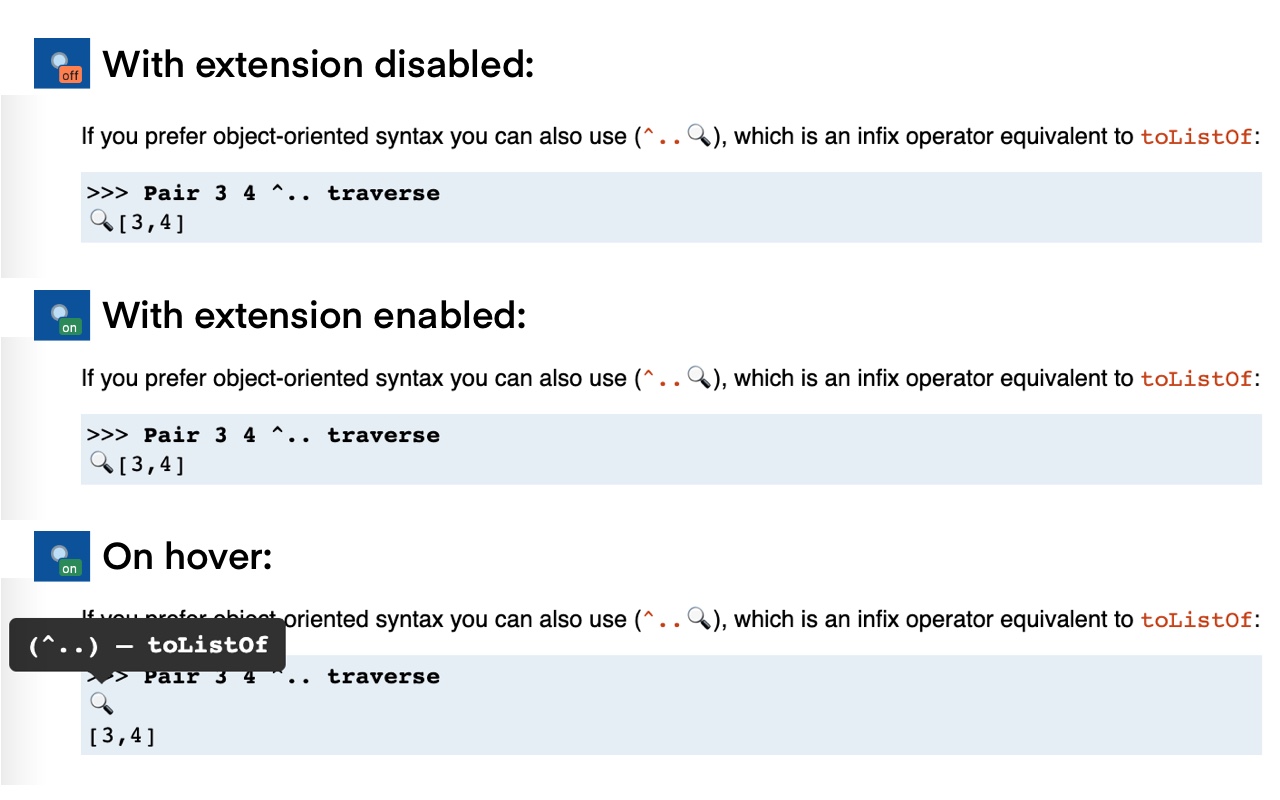 off With extension disabled:
If you prefer object-oriented syntax you can also use (^..🔍), which is an infix operator equivalent to toListOf:
>>> Pair 3 4 ^.. traverse
🔍[3,4]
on With extension enabled:
If you prefer object-oriented syntax you can also use (^..🔍), which is an infix operator equivalent to toListOf:
>>> Pair 3 4 ^.. traverse
🔍[3,4]
on On hover:
If you prefer object-oriented syntax you can also use (^..🔍), which is an infix operator equivalent to toListOf:
(^..) — toListOf
>>> Pair 3 4 ^.. traverse
🔍
[3,4]